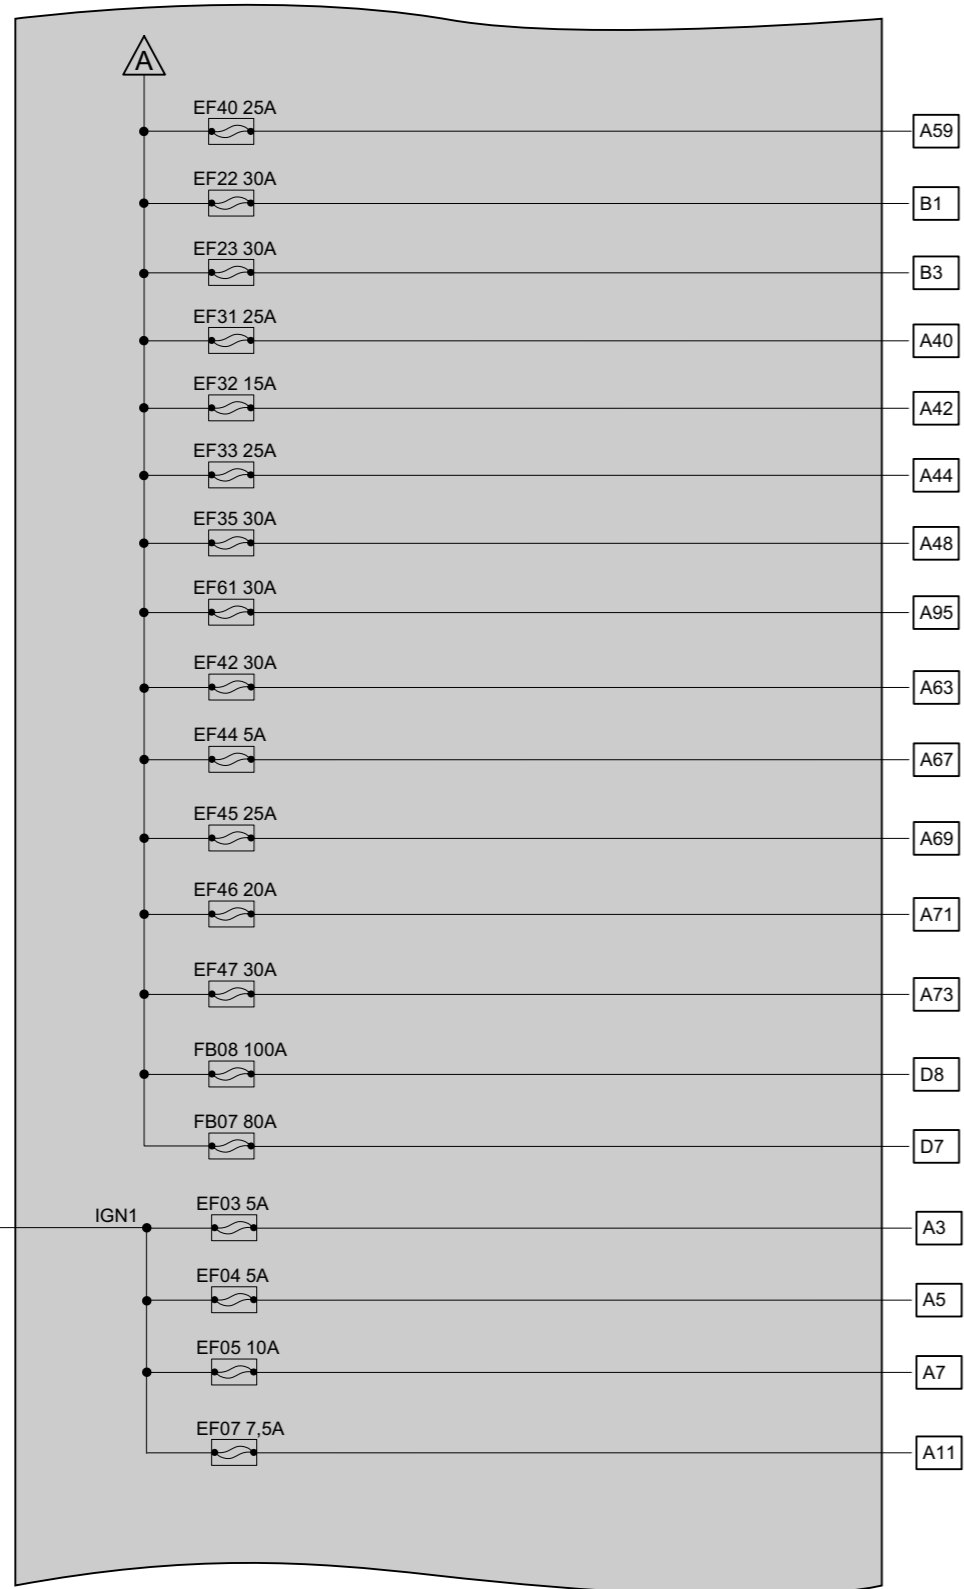 A
EF40 25A
A59
EF22 30A
B1
EF23 30A
B3
EF31 25A
A40
EF32 15A
A42
EF33 25A
A44
EF35 30A
A48
EF61 30A
A95
EF42 30A
A63
EF44 5A
A67
EF45 25A
A69
EF46 20A
A71
EF47 30A
A73
FB08 100A
D8
FB07 80A
D7
IGN1
EF03 5A
A3
EF04 5A
A5
EF05 10A
A7
EF07 7,5A
A11